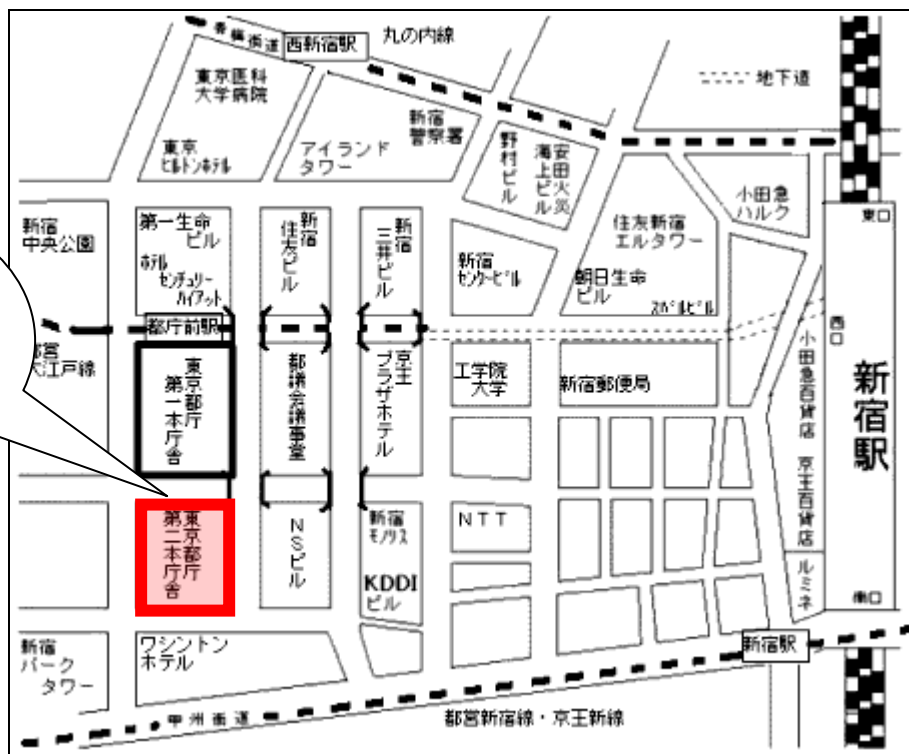 青梅街道
西新宿駅
丸の内線
地下道
東京医科
大学病院
新宿
警察署
東京
ヒルトンホテル
アイランド
タワー
野村ビル
安田火災
海上ビル
小田急
ハルク
東口
新宿
中央公園
第一生命
ビル
ホテル
センチュリー
ハイアット
新宿
住友ビル
新宿
三井ビル
新宿
センタービル
住友新宿
エルタワー
朝日生命
ビル
スバルビル
都庁前駅
都営
大江戸線
西口
東京都庁
第一本庁舎
都議会議事堂
京王
プラザホテル
工学院
大学
新宿郵便局
小田急百貨店
京王百貨店
新宿駅
東京都庁
第二本庁舎
NSビル
新宿
モノリス
KDDI
ビル
NTT
ルミネ
南口
新宿
パーク
タワー
ワシントン
ホテル
新宿駅
甲州街道
都営新宿線・京王新線